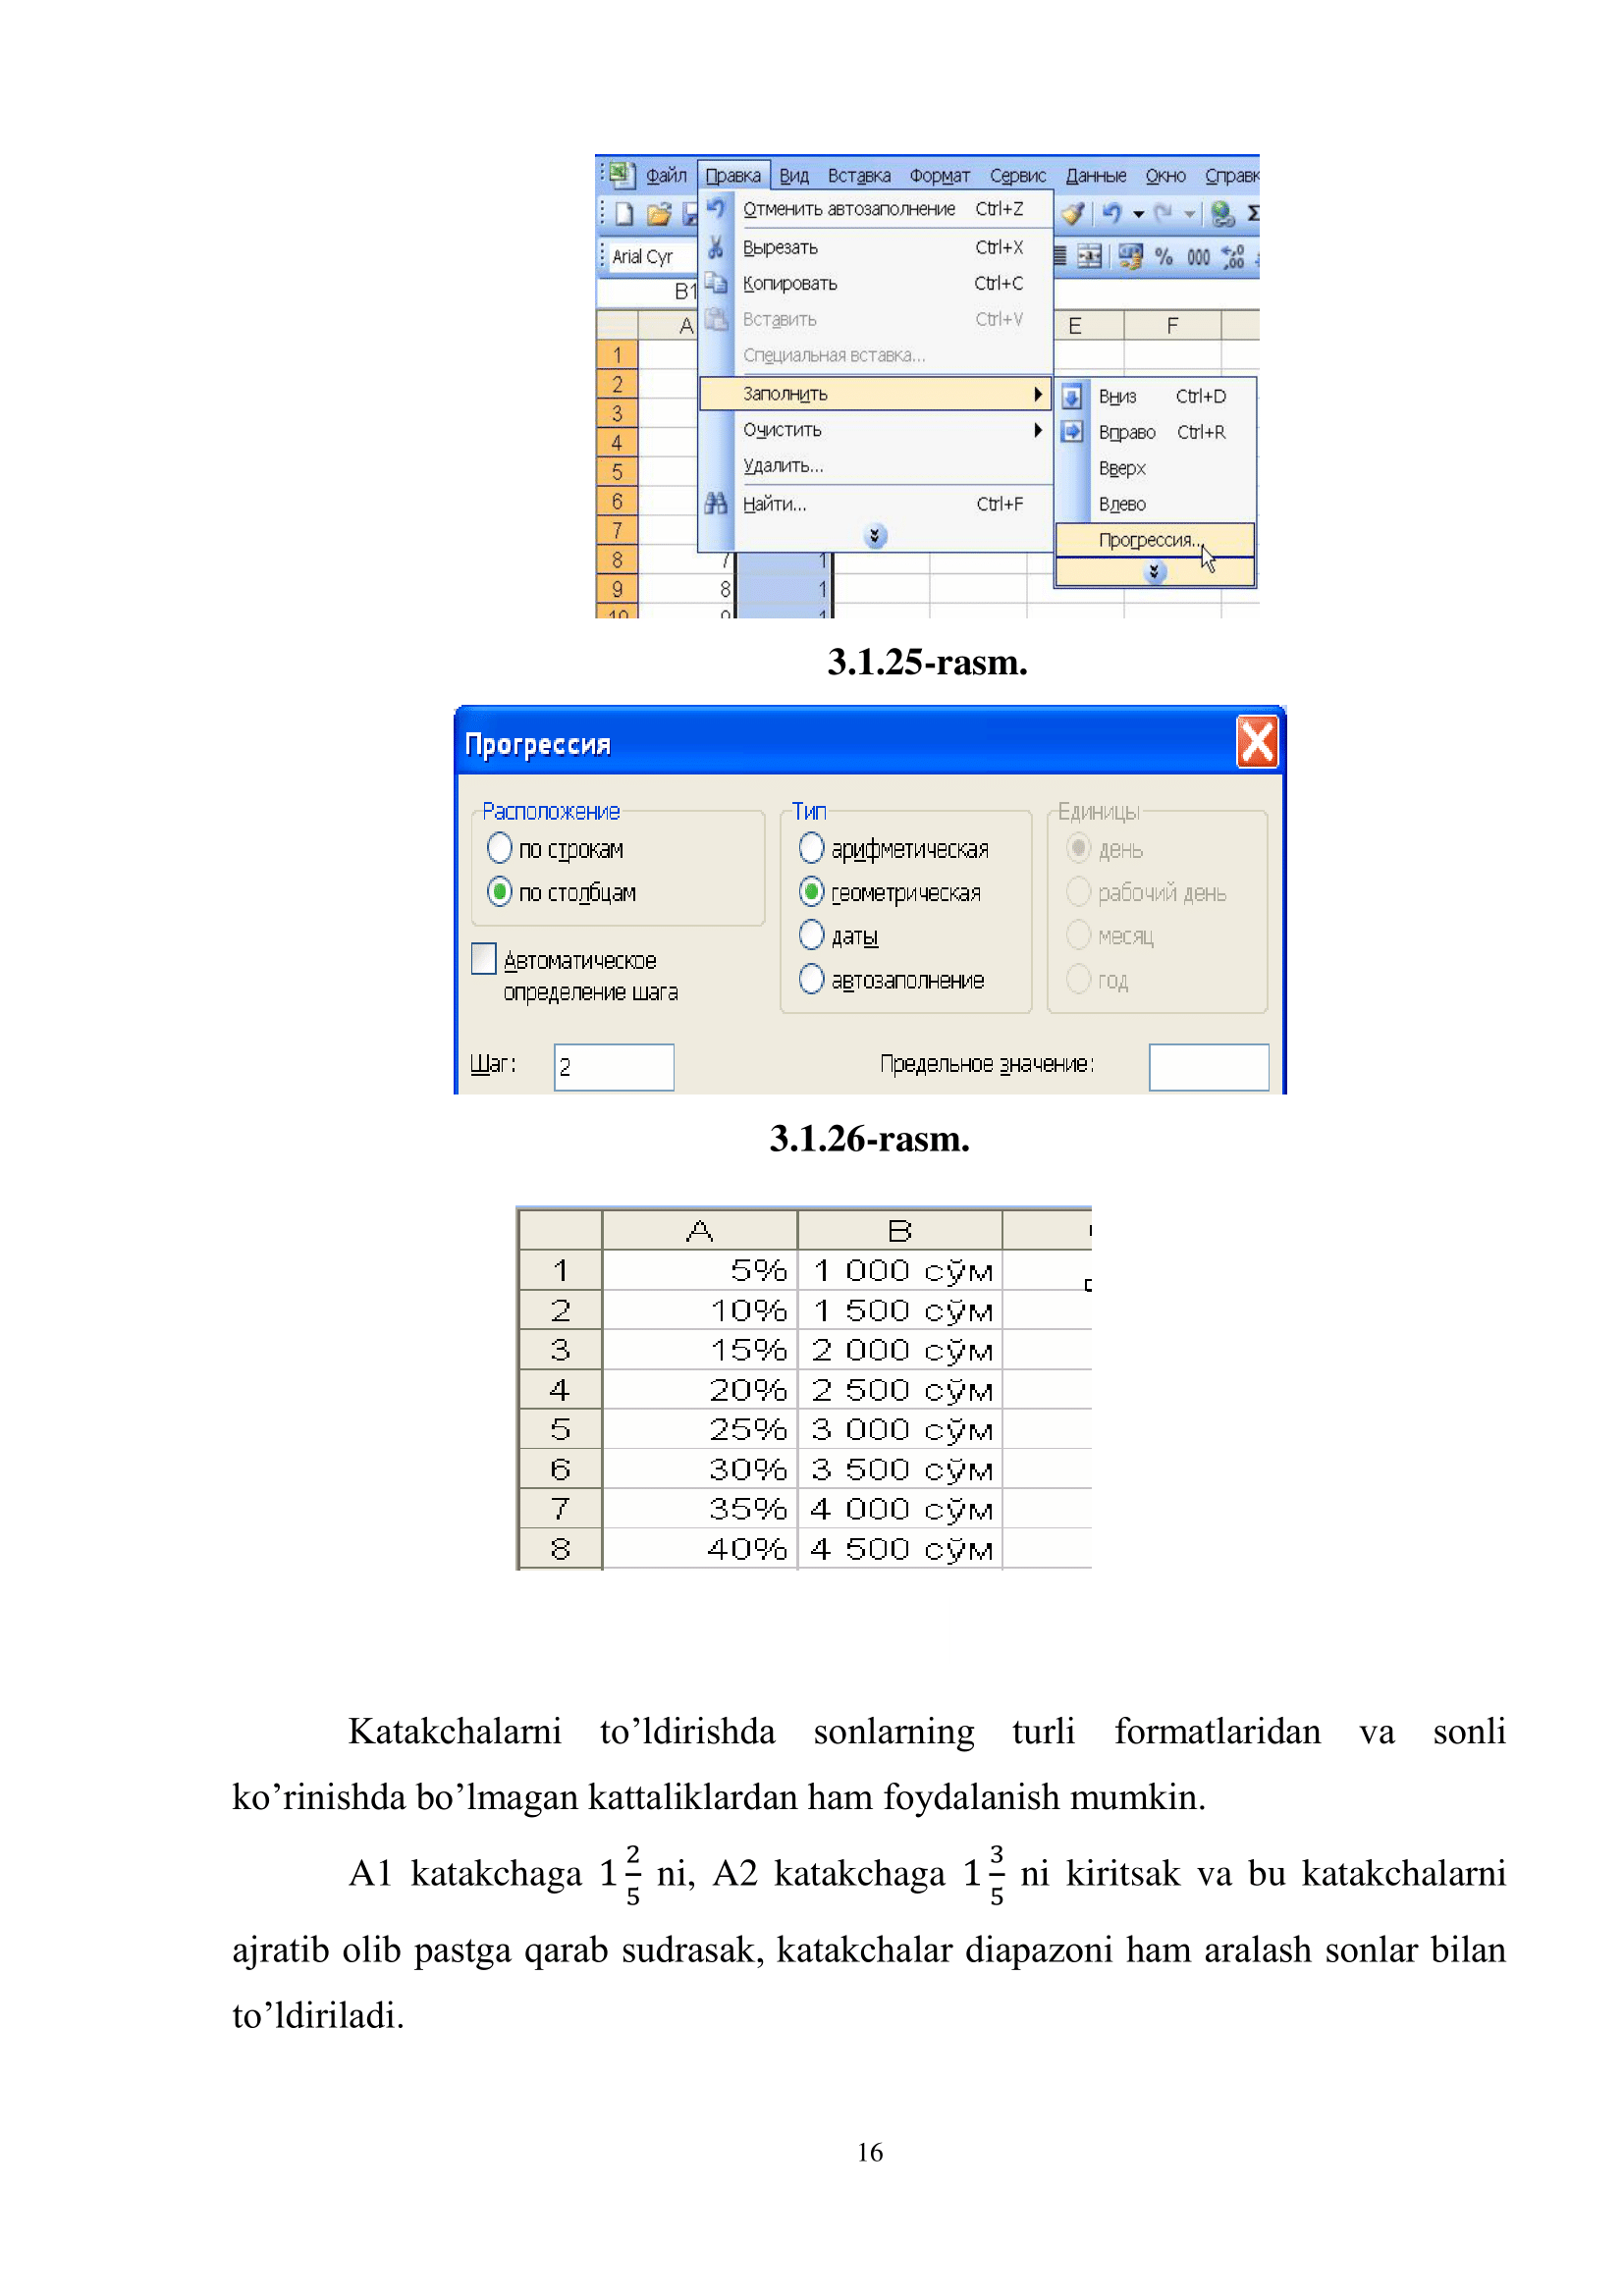 Файл Правка Вид Вставка Формат Сервис Данные Окно Справк
Отменить автозаполнение Ctrl+Z
Arial Cyr
Вырезать Ctrl+X
% 000
B1
Копировать Ctrl+C
Вставить Ctrl+V
A E F
Специальная вставка...
1
2
Заполнить
Вниз Ctrl+D
3
Очистить
Вправо Ctrl+R
4
Удалить...
Вверх
5
Найти... Ctrl+F
Влево
6
7
Прогрессия...
8 7 1
9 8 1
10 9 1
3.1.25-rasm.
Прогрессия
Расположение Тип Единицы
по строкам арифметическая день
по столбцам геометрическая рабочий день
Автоматическое определение шага даты месяц
автозаполнение год
Шаг: 2 Предельное значение:
3.1.26-rasm.
A B
1 5% 1 000 сўм
2 10% 1 500 сўм
3 15% 2 000 сўм
4 20% 2 500 сўм
5 25% 3 000 сўм
6 30% 3 500 сўм
7 35% 4 000 сўм
8 40% 4 500 сўм
Katakchalarni to’ldirishda sonlarning turli formatlaridan va sonli
ko’rinishda bo’lmagan kattaliklardan ham foydalanish mumkin.
A1 katakchaga 1 2/5 ni, A2 katakchaga 1 3/5 ni kiritsak va bu katakchalarni
ajratib olib pastga qarab sudrasak, katakchalar diapazoni ham aralash sonlar bilan
to’ldiriladi.
16